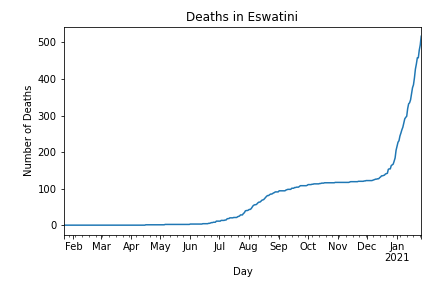 Deaths in Eswatini
Number of Deaths
500
400
300
200
100
0
Feb Mar Apr May Jun Jul Aug Sep Oct Nov Dec Jan
2021
Day